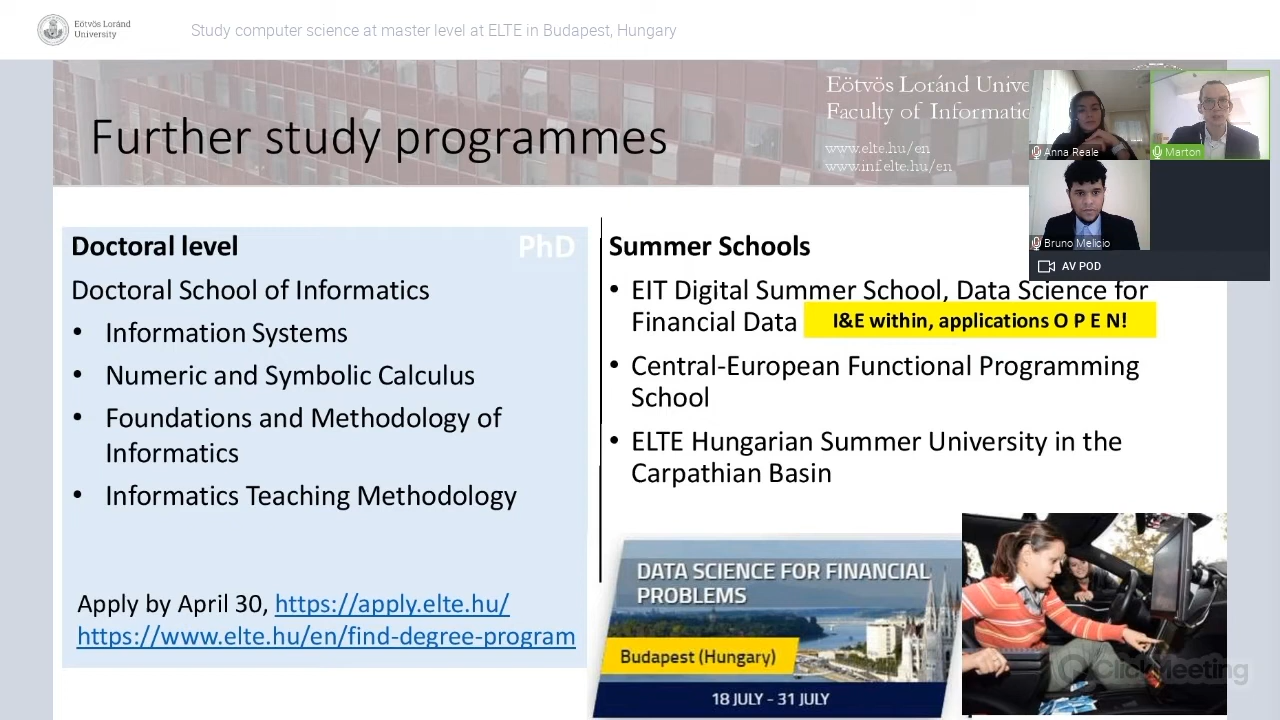 Eötvös Loránd
University
Study computer science at master level at ELTE in Budapest, Hungary
Eötvös Loránd Unive
Faculty of Informatio
www.elte.hu/en
www.inf.elte.hu/en
Further study programmes
Anna Reale
Marton
Bruno Melicio
AV POD
Doctoral level
PhD
Doctoral School of Informatics
• Information Systems
• Numeric and Symbolic Calculus
• Foundations and Methodology of
Informatics
• Informatics Teaching Methodology
Apply by April 30, https://apply.elte.hu/
https://www.elte.hu/en/find-degree-program
Summer Schools
• EIT Digital Summer School, Data Science for
Financial Data I&E within, applications O P E N!
• Central-European Functional Programming
School
• ELTE Hungarian Summer University in the
Carpathian Basin
DATA SCIENCE FOR FINANCIAL
PROBLEMS
Budapest (Hungary)
18 JULY - 31 JULY
ClickMeeting